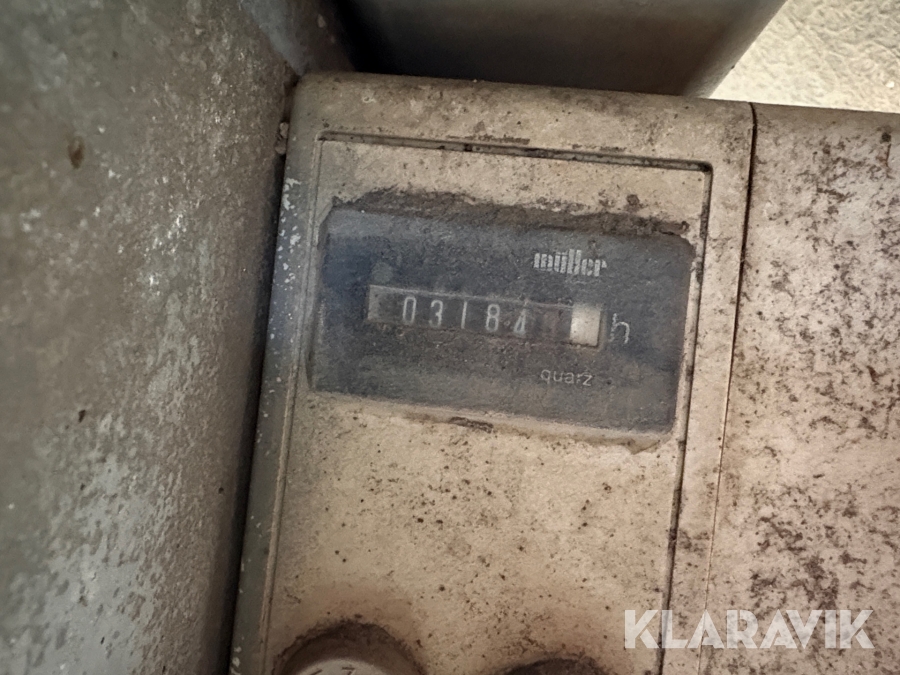 müller
03184
h
quarz
KLARAVIK